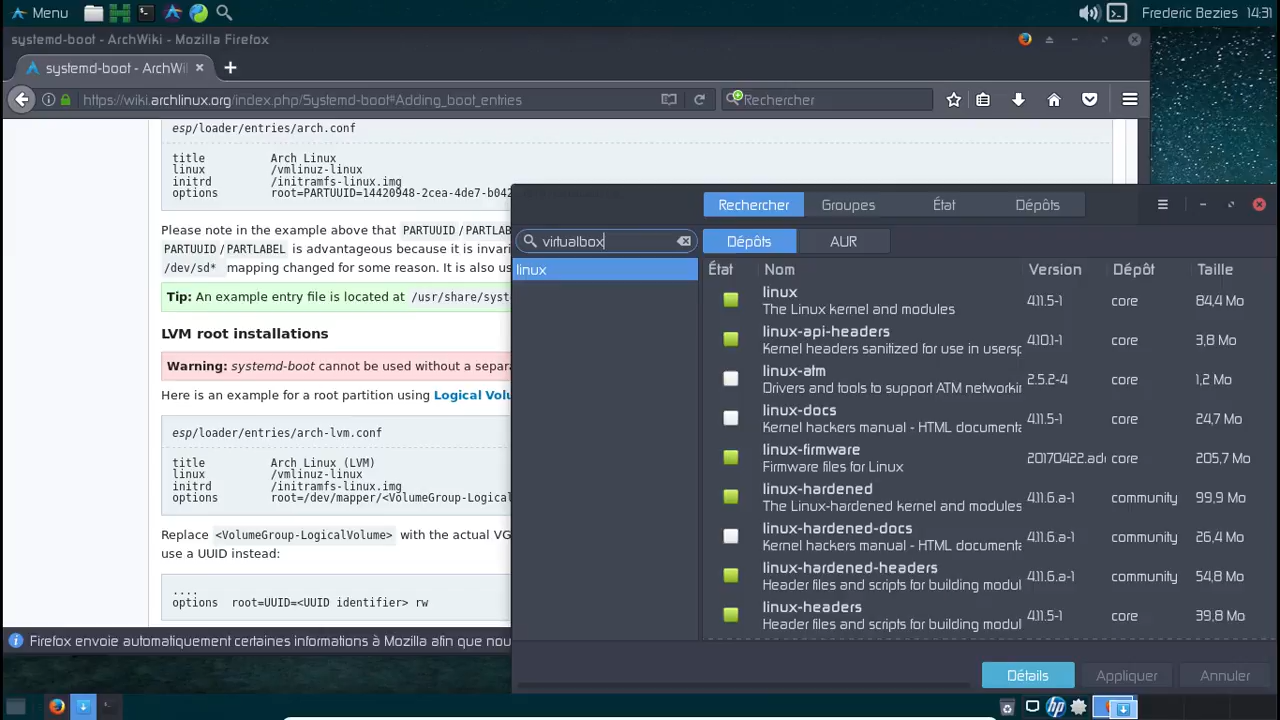 Menu
Frederic Bezies 14:31
systemd-boot - ArchWiki - Mozilla Firefox
systemd-boot - ArchWil
https://wiki.archlinux.org/index.php/Systemd-boot#Adding_boot_entries
Rechercher
esp/loader/entries/arch.conf
title Arch Linux
linux /vmlinuz-linux
initrd /initramfs-linux.img
options root=PARTUUID=14420948-2cea-4de7-b042
Please note in the example above that PARTUUID/PARTLAB
PARTUUID/PARTLABEL is advantageous because it is invari
/dev/sd* mapping changed for some reason. It is also us
Tip: An example entry file is located at /usr/share/syst
LVM root installations
Warning: systemd-boot cannot be used without a separa
Here is an example for a root partition using Logical Volu
esp/loader/entries/arch-lvm.conf
title Arch Linux (LVM)
linux /vmlinuz-linux
initrd /initramfs-linux.img
options root=/dev/mapper/<VolumeGroup-Logical
Replace <VolumeGroup-LogicalVolume> with the actual VG
use a UUID instead:
....
options root=UUID=<UUID identifier> rw
Firefox envoie automatiquement certaines informations à Mozilla afin que nou
Rechercher Groupes État Dépôts
virtualbox
Dépôts AUR
linux
État Nom Version Dépôt Taille
linux 4.11.5-1 core 84,4 Mo
The Linux kernel and modules
linux-api-headers 4.10.1-1 core 3,8 Mo
Kernel headers sanitized for use in usersp
linux-atm 2.5.2-4 core 1,2 Mo
Drivers and tools to support ATM networkin
linux-docs 4.11.5-1 core 24,7 Mo
Kernel hackers manual - HTML documenta
linux-firmware 20170422.ade core 205,7 Mo
Firmware files for Linux
linux-hardened 4.11.6.a-1 community 99,9 Mo
The Linux-hardened kernel and modules
linux-hardened-docs 4.11.6.a-1 community 26,4 Mo
Kernel hackers manual - HTML documenta
linux-hardened-headers 4.11.6.a-1 community 54,8 Mo
Header files and scripts for building modul
linux-headers 4.11.5-1 core 39,8 Mo
Header files and scripts for building modul
Détails Appliquer Annuler
hp